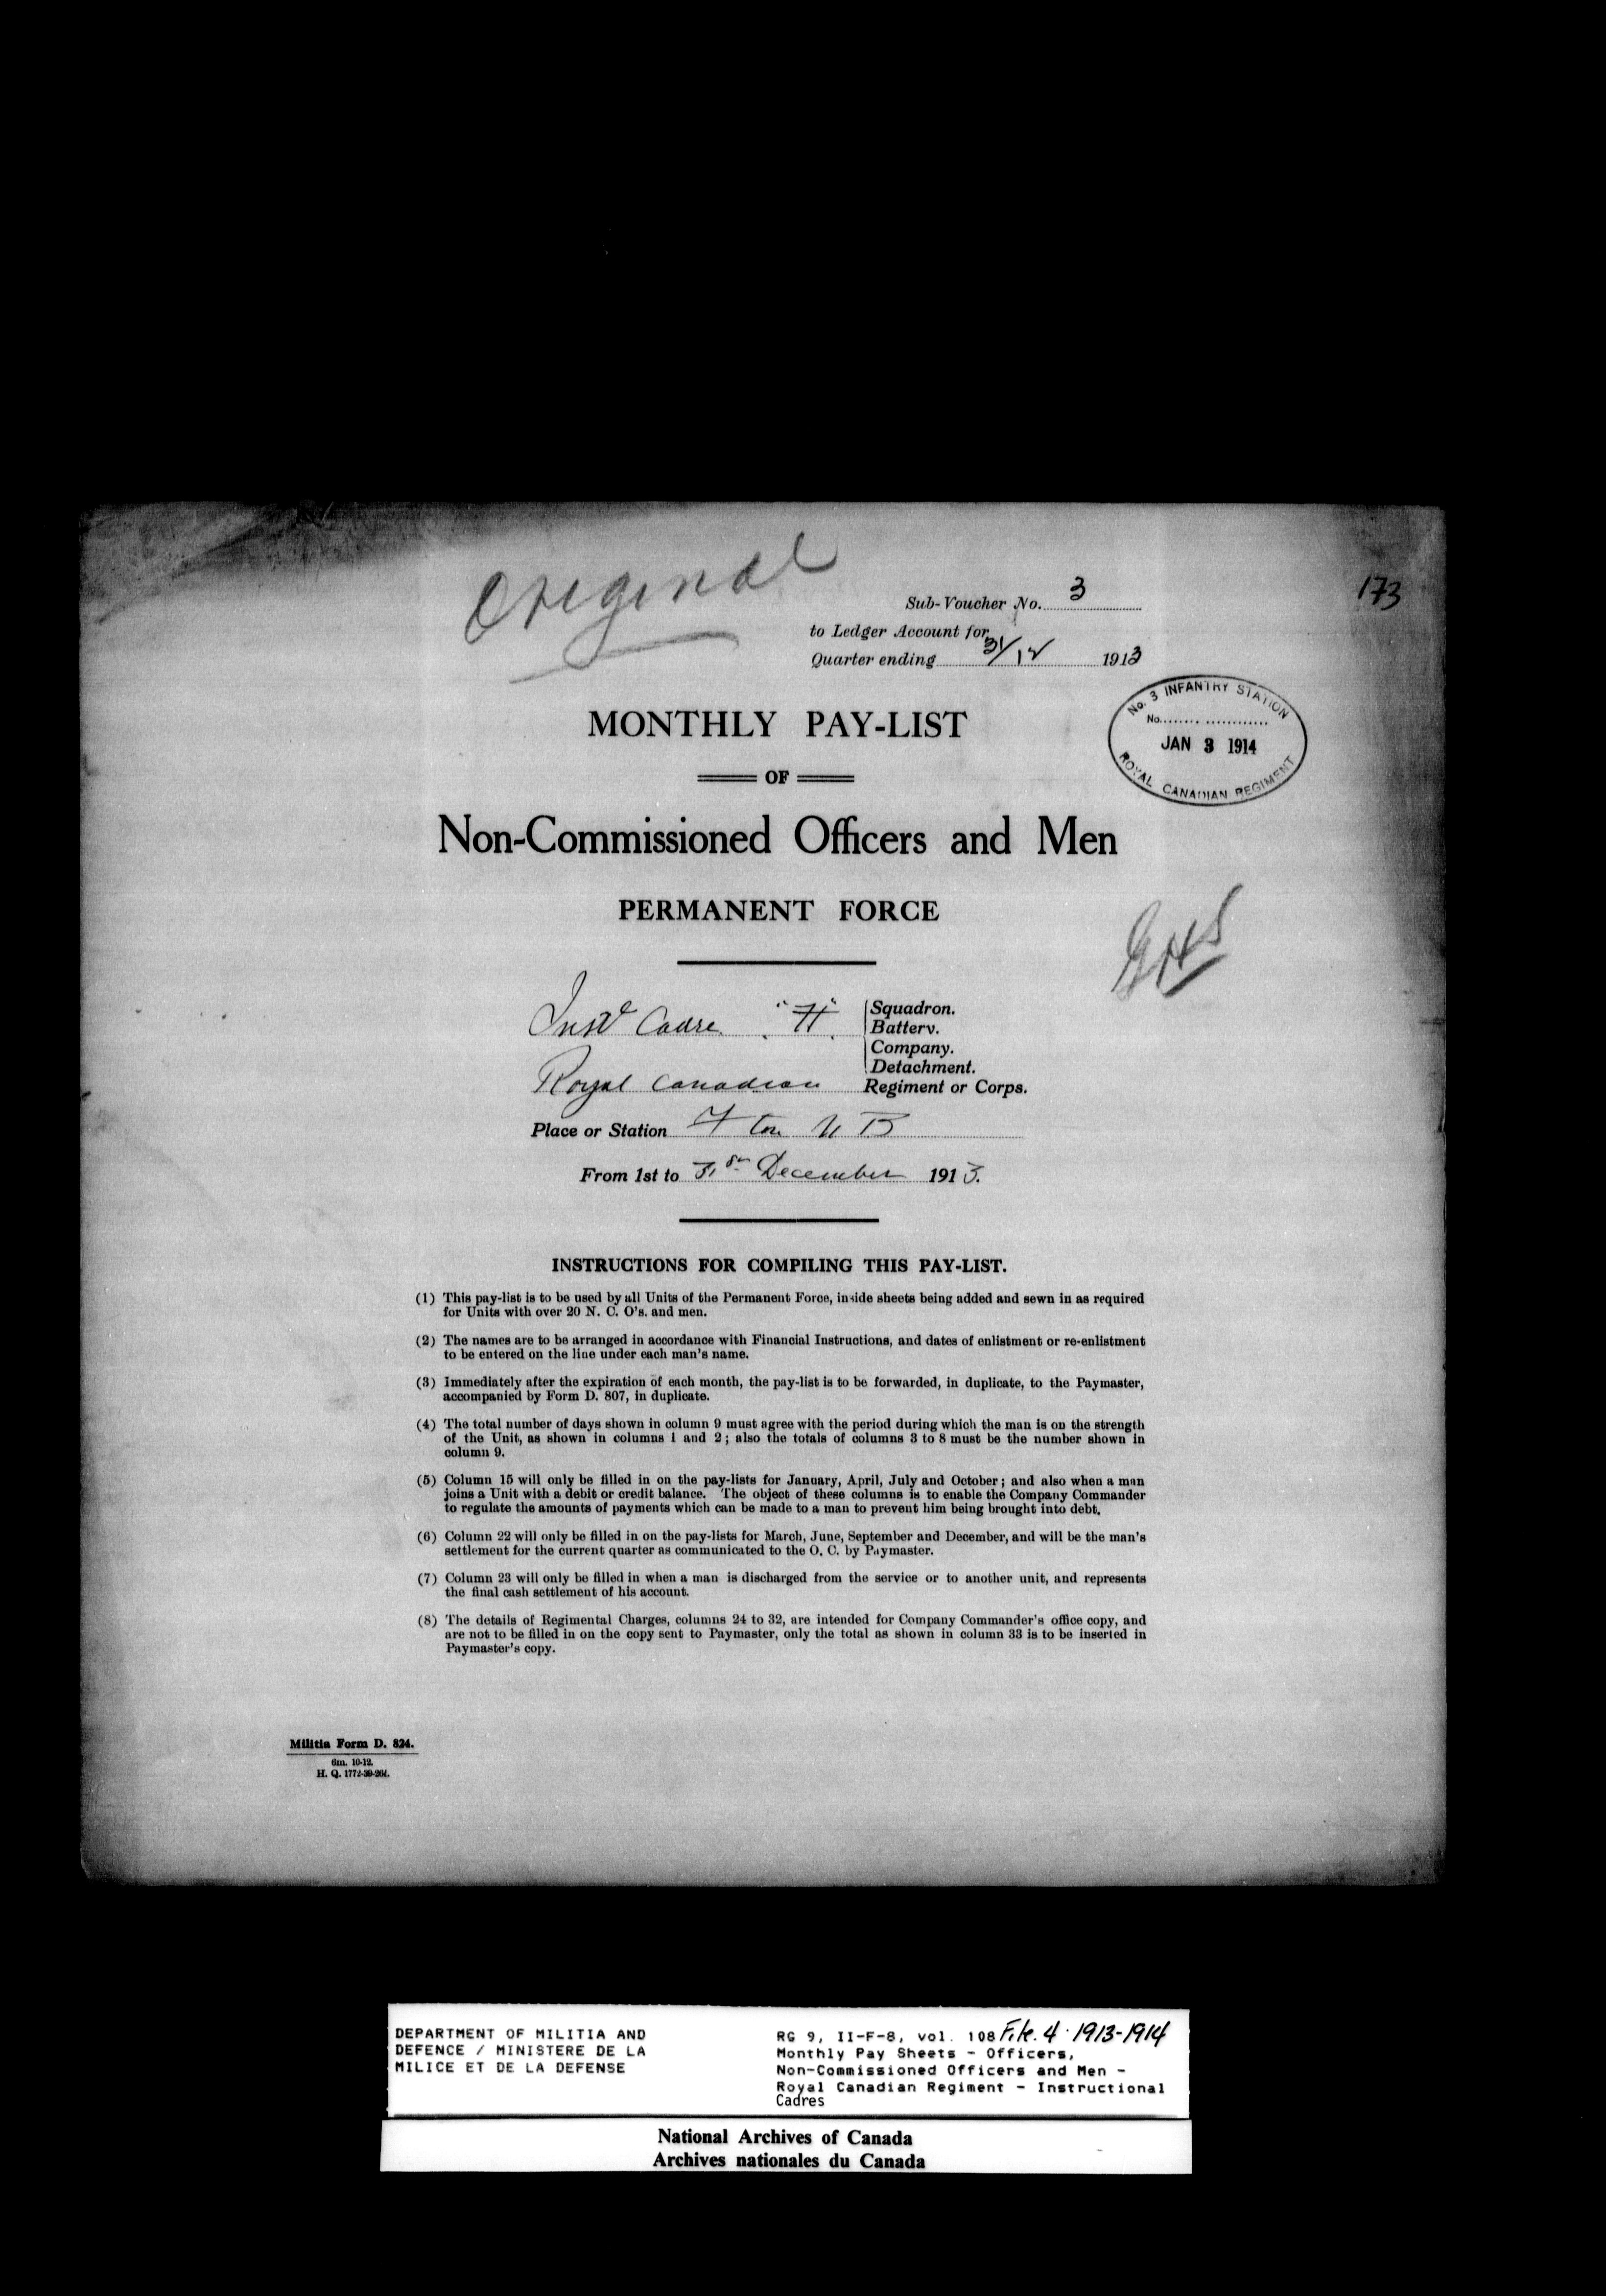 Original
173
Sub-Voucher No. 3
to Ledger Account for
Quarter ending 31/12 1913
No. 3 INFANTRY STATION
No.
JAN 3 1914
ROYAL CANADIAN REGIMENT
MONTHLY PAY-LIST
OF
Non-Commissioned Officers and Men
PERMANENT FORCE
Inst Cadre "H"
Squadron.
Battery.
Company.
Detachment.
Royal Canadian Regiment or Corps.
Place or Station F ton N B
From 1st to 31st December 1913.
INSTRUCTIONS FOR COMPILING THIS PAY-LIST.
(1) This pay-list is to be used by all Units of the Permanent Force, inside sheets being added and sewn in as required
for Units with over 20 N. C. O's. and men.
(2) The names are to be arranged in accordance with Financial Instructions, and dates of enlistment or re-enlistment
to be entered on the line under each man's name.
(3) Immediately after the expiration of each month, the pay-list is to be forwarded, in duplicate, to the Paymaster,
accompanied by Form D. 807, in duplicate.
(4) The total number of days shown in column 9 must agree with the period during which the man is on the strength
of the Unit, as shown in columns 1 and 2; also the totals of columns 3 to 8 must be the number shown in
column 9.
(5) Column 15 will only be filled in on the pay-lists for January, April, July and October; and also when a man
joins a Unit with a debit or credit balance. The object of these columns is to enable the Company Commander
to regulate the amounts of payments which can be made to a man to prevent him being brought into debt.
(6) Column 22 will only be filled in on the pay-lists for March, June, September and December, and will be the man's
settlement for the current quarter as communicated to the O. C. by Paymaster.
(7) Column 23 will only be filled in when a man is discharged from the service or to another unit, and represents
the final cash settlement of his account.
(8) The details of Regimental Charges, columns 24 to 32, are intended for Company Commander's office copy, and
are not to be filled in on the copy sent to Paymaster, only the total as shown in column 33 is to be inserted in
Paymaster's copy.
Militia Form D. 824.
6m. 10-12.
H. Q. 1772-39-264.
DEPARTMENT OF MILITIA AND
DEFENCE / MINISTERE DE LA
MILICE ET DE LA DEFENSE
RG 9, II-F-8, vol. 108 File. 4. 1913-1914
Monthly Pay Sheets - Officers,
Non-Commissioned Officers and Men -
Royal Canadian Regiment - Instructional
Cadres
National Archives of Canada
Archives nationales du Canada